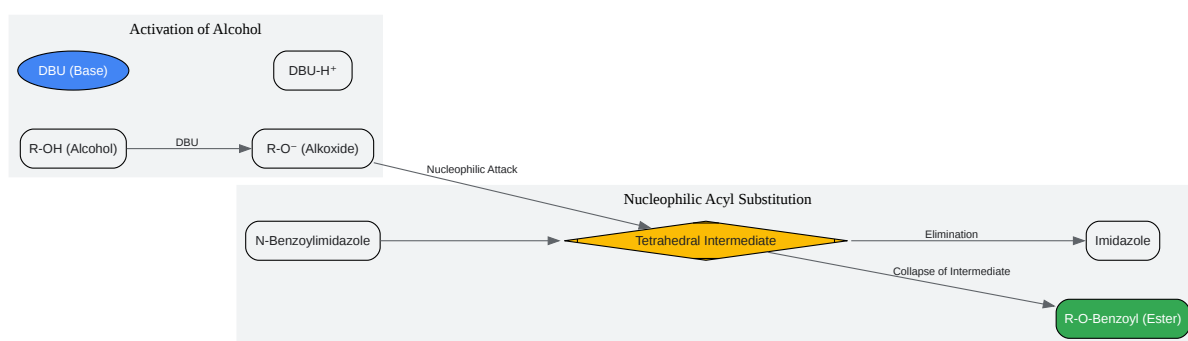 Activation of Alcohol
DBU (Base)
DBU-H⁺
R-OH (Alcohol)
DBU
R-O⁻ (Alkoxide)
Nucleophilic Attack
Nucleophilic Acyl Substitution
N-Benzoylimidazole
Tetrahedral Intermediate
Elimination
Imidazole
Collapse of Intermediate
R-O-Benzoyl (Ester)